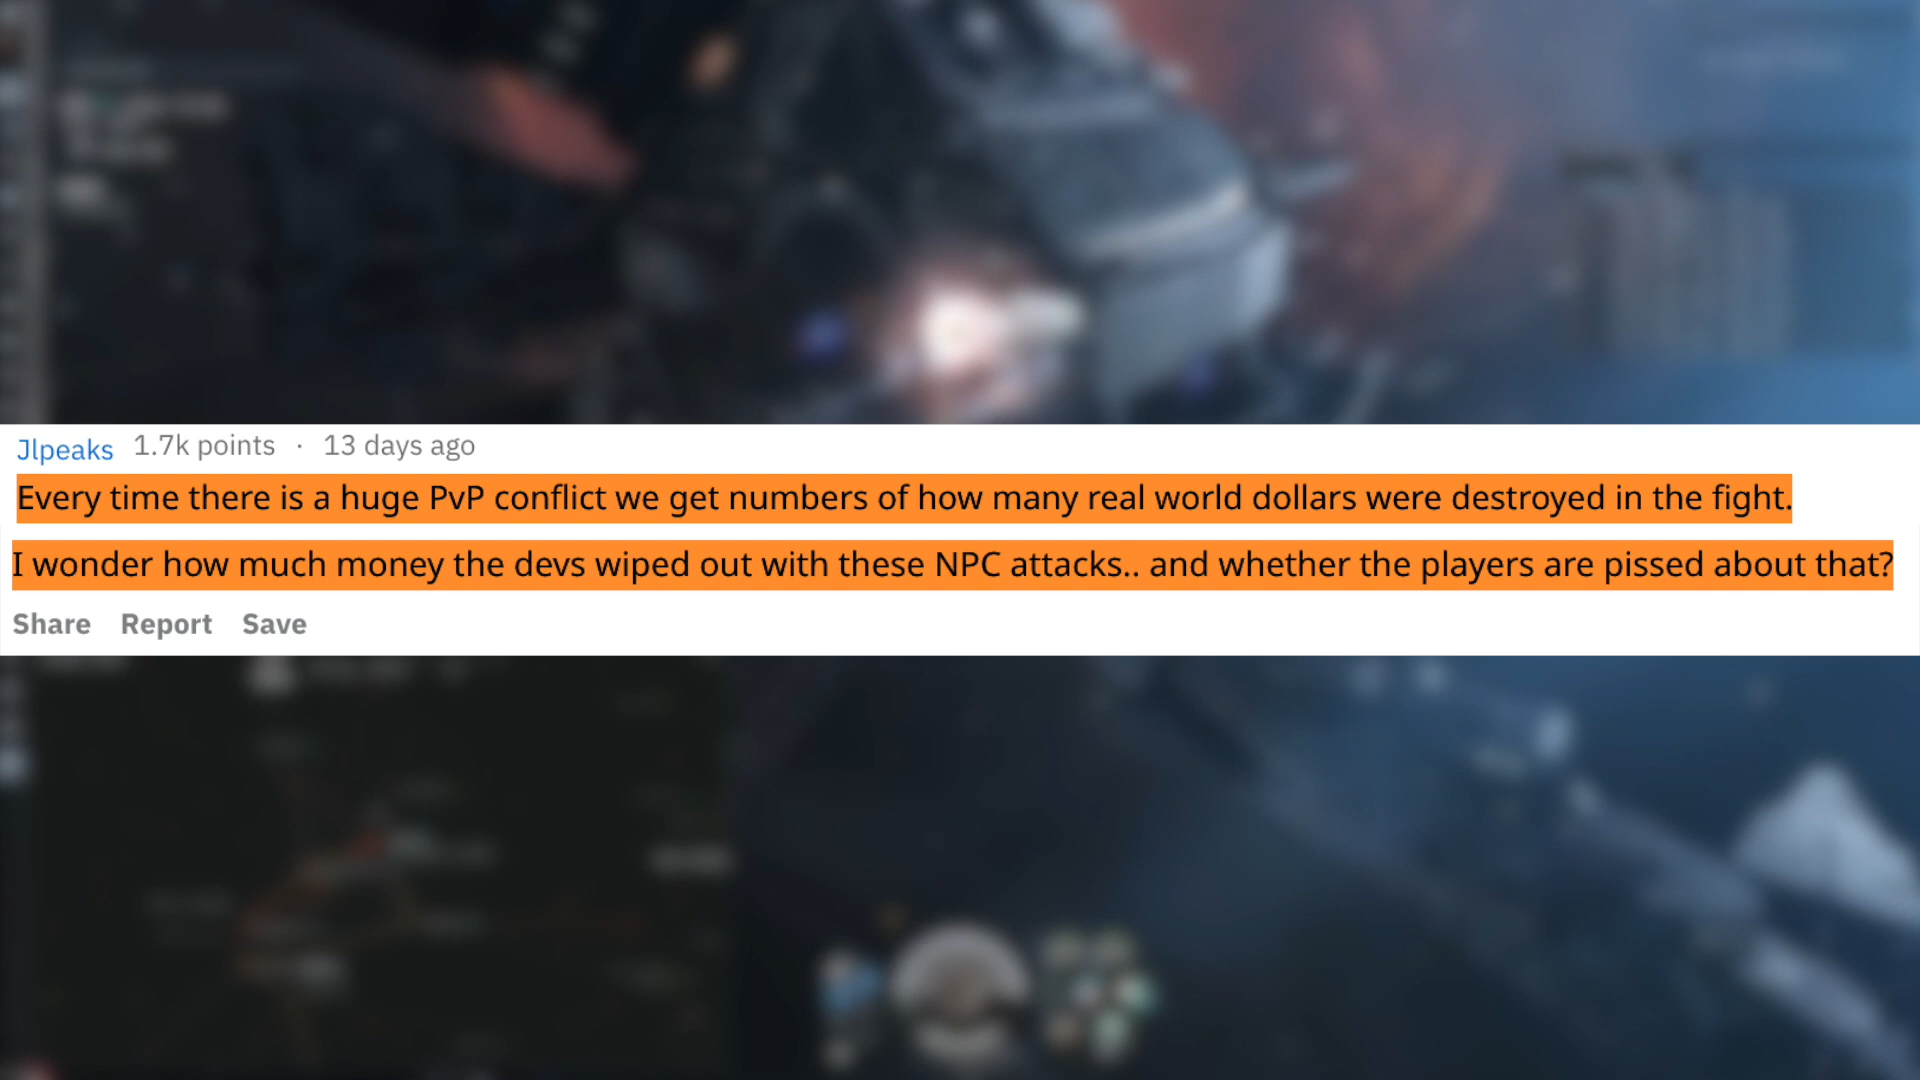 Jlpeaks 1.7k points · 13 days ago
Every time there is a huge PvP conflict we get numbers of how many real world dollars were destroyed in the fight.
I wonder how much money the devs wiped out with these NPC attacks.. and whether the players are pissed about that?
Share Report Save